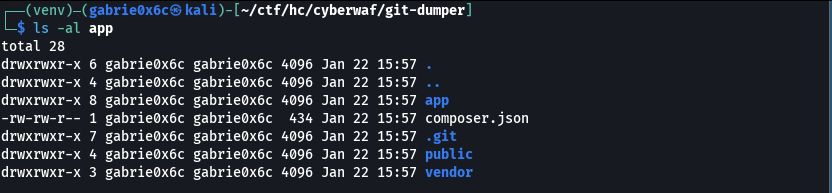 ┌──(venv)─(gabrie0x6c㉿kali)-[~/ctf/hc/cyberwaf/git-dumper]
└─$ ls -al app
total 28
drwxrwxr-x 6 gabrie0x6c gabrie0x6c 4096 Jan 22 15:57 .
drwxrwxr-x 4 gabrie0x6c gabrie0x6c 4096 Jan 22 15:57 ..
drwxrwxr-x 8 gabrie0x6c gabrie0x6c 4096 Jan 22 15:57 app
-rw-rw-r-- 1 gabrie0x6c gabrie0x6c  434 Jan 22 15:57 composer.json
drwxrwxr-x 7 gabrie0x6c gabrie0x6c 4096 Jan 22 15:57 .git
drwxrwxr-x 4 gabrie0x6c gabrie0x6c 4096 Jan 22 15:57 public
drwxrwxr-x 3 gabrie0x6c gabrie0x6c 4096 Jan 22 15:57 vendor